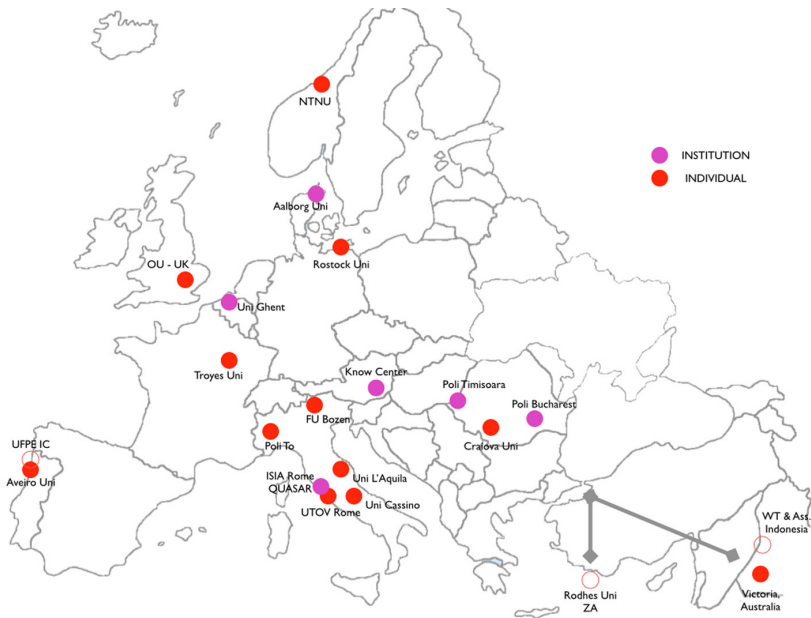 NTNU
INSTITUTION
INDIVIDUAL
Aalborg Uni
OU - UK
Rostock Uni
Uni Ghent
Troyes Uni
Know Center
Poli Timisoara
Poli Bucharest
FU Bozen
Poli To
Craiova Uni
UFPE IC
Aveiro Uni
ISIA Rome
QUASAR
Uni L'Aquila
UTOV Rome
Uni Cassino
WT & Ass.
Indonesia
Rodhes Uni
ZA
Victoria,
Australia